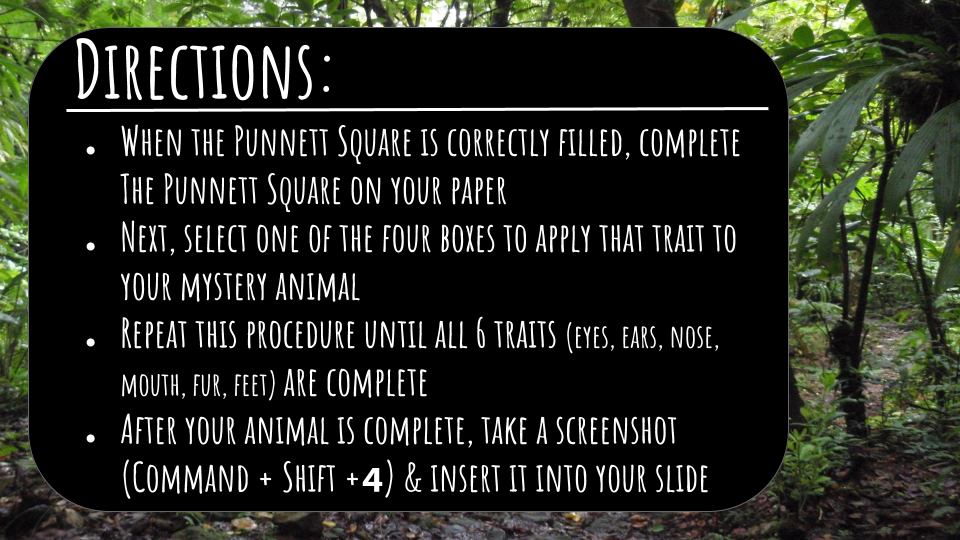 Directions:
• When the Punnett Square is correctly filled, complete
The Punnett Square on your paper
• Next, select one of the four boxes to apply that trait to
your mystery animal
• Repeat this procedure until all 6 traits (eyes, ears, nose,
mouth, fur, feet) are complete
• After your animal is complete, take a screenshot
(Command + Shift +4) & insert it into your slide